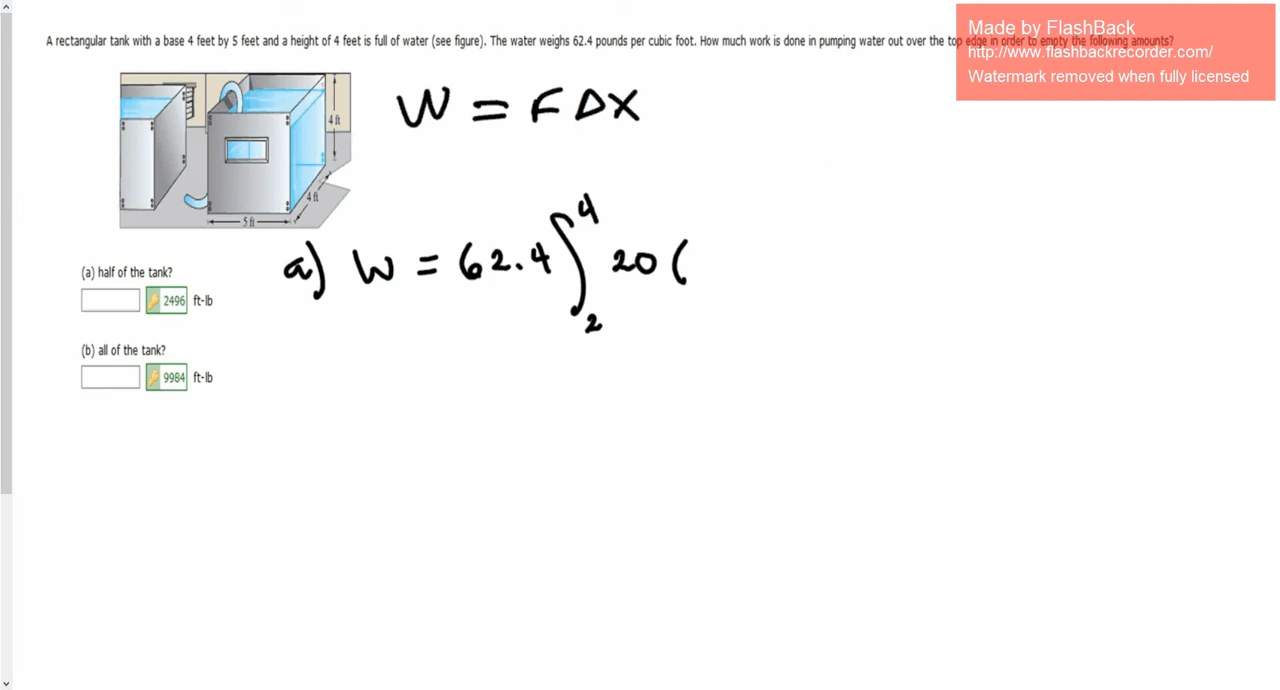 Made by FlashBack
http://www.flashbackrecorder.com/
Watermark removed when fully licensed
A rectangular tank with a base 4 feet by 5 feet and a height of 4 feet is full of water (see figure). The water weighs 62.4 pounds per cubic foot. How much work is done in pumping water out over the top edge in order to empty the following amounts?
W = F Δ X
4 ft
4 ft
5 ft
a) W = 62.4 ∫₂⁴ 20 (
(a) half of the tank?
2496 ft-lb
(b) all of the tank?
9984 ft-lb